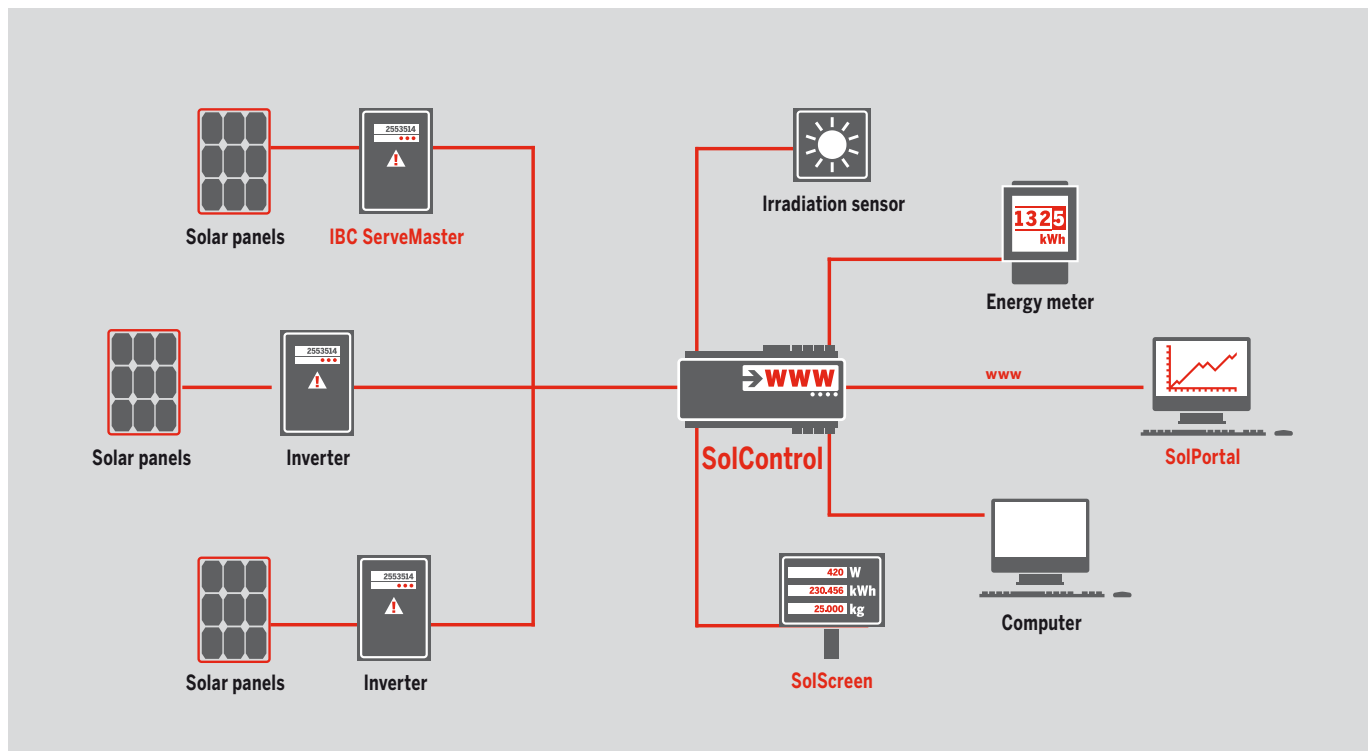 2553514
Solar panels
IBC ServeMaster
Irradiation sensor
1325
kWh
Energy meter
2553514
Solar panels
Inverter
WWW
SolControl
www
SolPortal
2553514
Solar panels
Inverter
420 W
230.456 kWh
25.000 kg
SolScreen
Computer